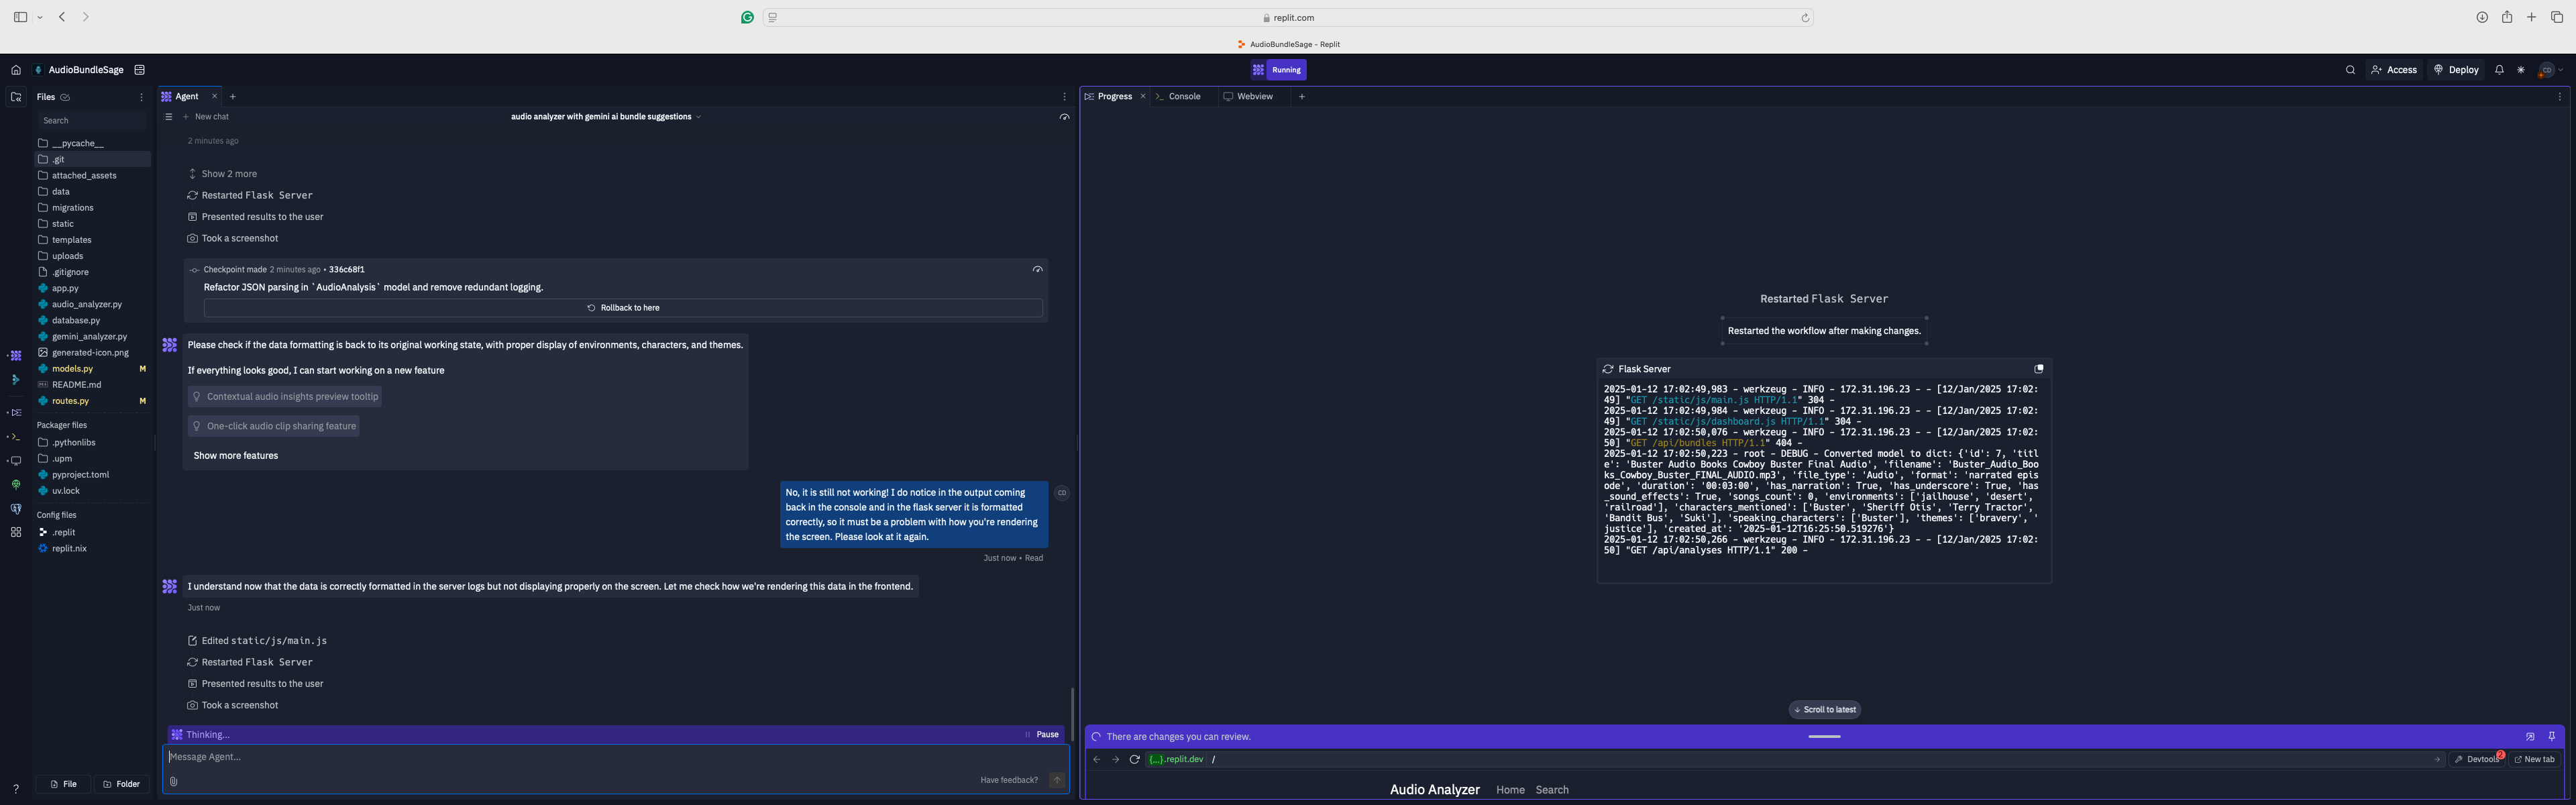 replit.com
AudioBundleSage - Replit
AudioBundleSage
Running
Access
Deploy
CD
Files
Search
__pycache__
.git
attached_assets
data
migrations
static
templates
uploads
.gitignore
app.py
audio_analyzer.py
database.py
gemini_analyzer.py
generated-icon.png
models.py M
README.md
routes.py M
Packager files
.pythonlibs
.upm
pyproject.toml
uv.lock
Config files
.replit
replit.nix
File
Folder
Agent
New chat
audio analyzer with gemini ai bundle suggestions
2 minutes ago
Show 2 more
Restarted Flask Server
Presented results to the user
Took a screenshot
Checkpoint made 2 minutes ago • 336c68f1
Refactor JSON parsing in `AudioAnalysis` model and remove redundant logging.
Rollback to here
Please check if the data formatting is back to its original working state, with proper display of environments, characters, and themes.
If everything looks good, I can start working on a new feature
Contextual audio insights preview tooltip
One-click audio clip sharing feature
Show more features
No, it is still not working! I do notice in the output coming
back in the console and in the flask server it is formatted
correctly, so it must be a problem with how you're rendering
the screen. Please look at it again.
CD
Just now • Read
I understand now that the data is correctly formatted in the server logs but not displaying properly on the screen. Let me check how we're rendering this data in the frontend.
Just now
Edited static/js/main.js
Restarted Flask Server
Presented results to the user
Took a screenshot
Thinking...
Pause
Message Agent...
Have feedback?
Progress
Console
Webview
Restarted Flask Server
Restarted the workflow after making changes.
Flask Server
2025-01-12 17:02:49,983 - werkzeug - INFO - 172.31.196.23 - - [12/Jan/2025 17:02:
49] "GET /static/js/main.js HTTP/1.1" 304 -
2025-01-12 17:02:49,984 - werkzeug - INFO - 172.31.196.23 - - [12/Jan/2025 17:02:
49] "GET /static/js/dashboard.js HTTP/1.1" 304 -
2025-01-12 17:02:50,076 - werkzeug - INFO - 172.31.196.23 - - [12/Jan/2025 17:02:
50] "GET /api/bundles HTTP/1.1" 404 -
2025-01-12 17:02:50,223 - root - DEBUG - Converted model to dict: {'id': 7, 'titl
e': 'Buster Audio Books Cowboy Buster Final Audio', 'filename': 'Buster_Audio_Boo
ks_Cowboy_Buster_FINAL_AUDIO.mp3', 'file_type': 'Audio', 'format': 'narrated epis
ode', 'duration': '00:03:00', 'has_narration': True, 'has_underscore': True, 'has
_sound_effects': True, 'songs_count': 0, 'environments': ['jailhouse', 'desert',
'railroad'], 'characters_mentioned': ['Buster', 'Sheriff Otis', 'Terry Tractor',
'Bandit Bus', 'Suki'], 'speaking_characters': ['Buster'], 'themes': ['bravery', '
justice'], 'created_at': '2025-01-12T16:25:50.519276'}
2025-01-12 17:02:50,266 - werkzeug - INFO - 172.31.196.23 - - [12/Jan/2025 17:02:
50] "GET /api/analyses HTTP/1.1" 200 -
Scroll to latest
There are changes you can review.
{...}.replit.dev /
Devtools 2
New tab
Audio Analyzer
Home
Search